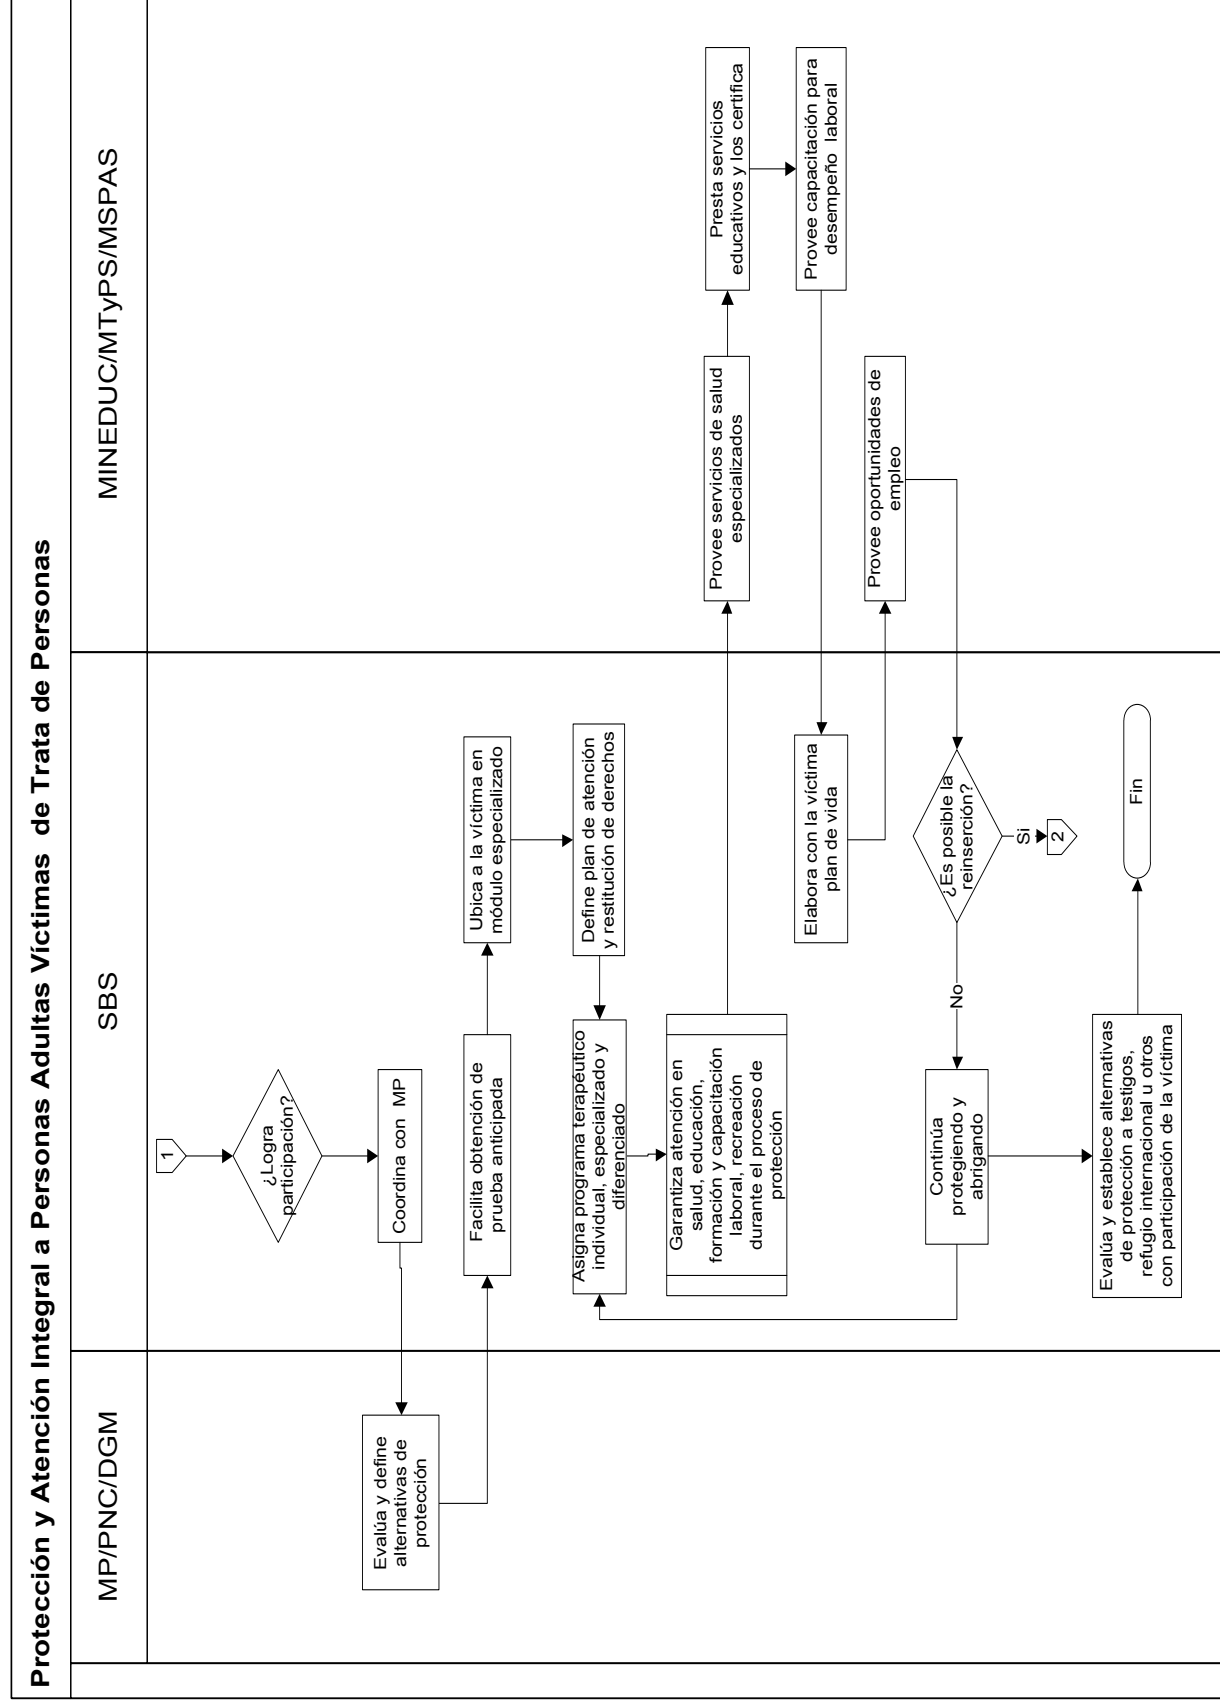 Protección y Atención Integral a Personas Adultas Víctimas de Trata de Personas
MP/PNC/DGM
SBS
MINEDUC/MTyPS/MSPAS
1
¿Logra
participación?
Coordina con MP
Evalúa y define
alternativas de
protección
Facilita obtención de
prueba anticipada
Ubica a la víctima en
módulo especializado
Define plan de atención
y restitución de derechos
Asigna programa terapéutico
individual, especializado y
diferenciado
Garantiza atención en
salud, educación,
formación y capacitación
laboral, recreación
durante el proceso de
protección
Provee servicios de salud
especializados
Presta servicios
educativos y los certifica
Provee capacitación para
desempeño laboral
Elabora con la víctima
plan de vida
Provee oportunidades de
empleo
¿Es posible la
reinserción?
Si
2
No
Continúa
protegiendo y
abrigando
Evalúa y establece alternativas
de protección a testigos,
refugio internacional u otros
con participación de la víctima
Fin